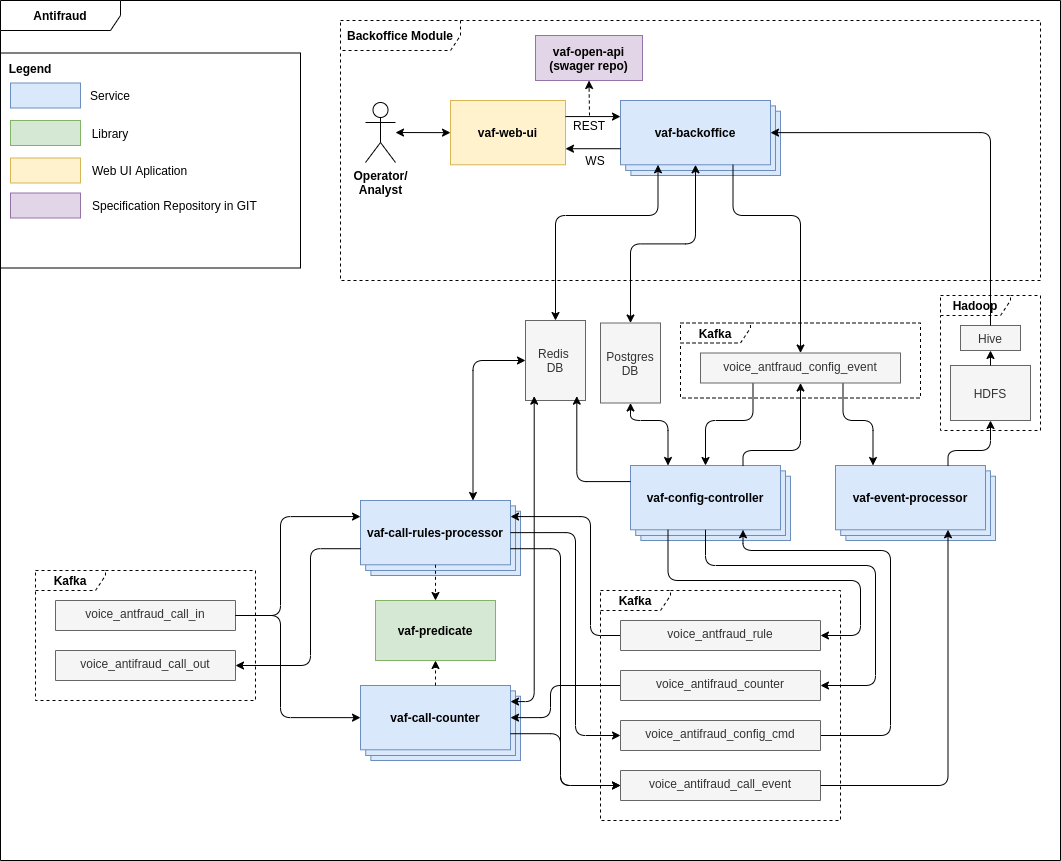 Antifraud
Legend
Service
Library
Web UI Aplication
Specification Repository in GIT
Backoffice Module
vaf-open-api
(swager repo)
Operator/
Analyst
vaf-web-ui
REST
WS
vaf-backoffice
Redis
DB
Postgres
DB
Kafka
voice_antfraud_config_event
Hadoop
Hive
HDFS
vaf-config-controller
vaf-event-processor
vaf-call-rules-processor
Kafka
voice_antfraud_call_in
voice_antifraud_call_out
vaf-predicate
vaf-call-counter
Kafka
voice_antfraud_rule
voice_antifraud_counter
voice_antifraud_config_cmd
voice_antifraud_call_event